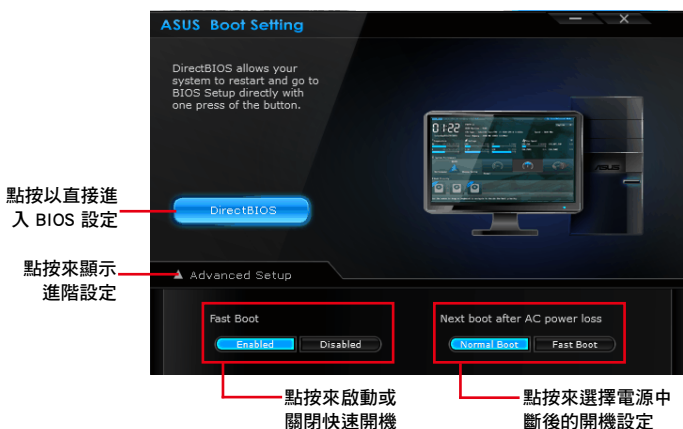 ASUS Boot Setting
DirectBIOS allows your
system to restart and go to
BIOS Setup directly with
one press of the button.
01:22
ASUS
點按以直接進
入 BIOS 設定
DirectBIOS
點按來顯示
進階設定
Advanced Setup
Fast Boot
Enabled Disabled
Next boot after AC power loss
Normal Boot Fast Boot
點按來啟動或
關閉快速開機
點按來選擇電源中
斷後的開機設定